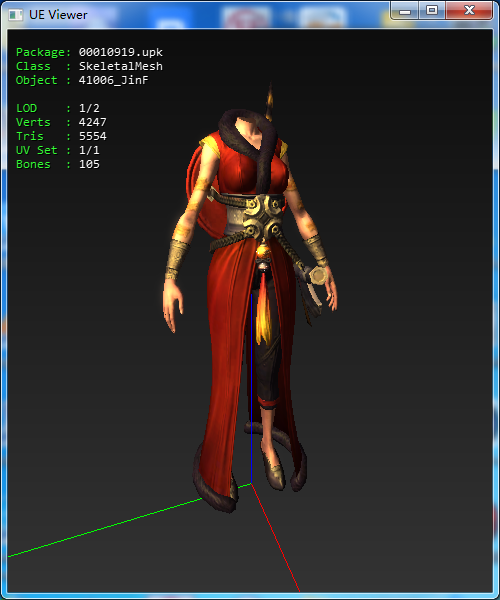 UE Viewer
Package: 00010919.upk
Class : SkeletalMesh
Object : 41006_JinF
LOD : 1/2
Verts : 4247
Tris : 5554
UV Set : 1/1
Bones : 105